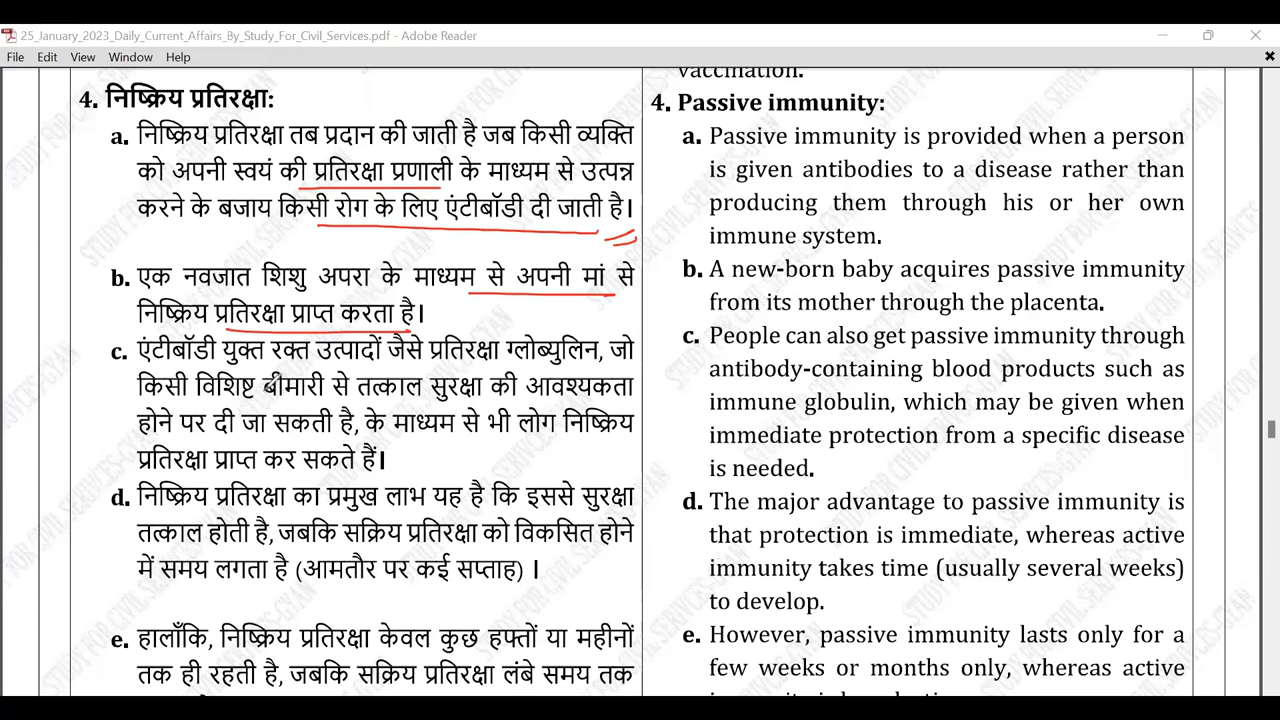 25_January_2023_Daily_Current_Affairs_By_Study_For_Civil_Services.pdf - Adobe Reader
File Edit View Window Help
4. निष्क्रिय प्रतिरक्षा:
a. निष्क्रिय प्रतिरक्षा तब प्रदान की जाती है जब किसी व्यक्ति
को अपनी स्वयं की प्रतिरक्षा प्रणाली के माध्यम से उत्पन्न
करने के बजाय किसी रोग के लिए एंटीबॉडी दी जाती है।
b. एक नवजात शिशु अपरा के माध्यम से अपनी मां से
निष्क्रिय प्रतिरक्षा प्राप्त करता है।
c. एंटीबॉडी युक्त रक्त उत्पादों जैसे प्रतिरक्षा ग्लोब्युलिन, जो
किसी विशिष्ट बीमारी से तत्काल सुरक्षा की आवश्यकता
होने पर दी जा सकती है, के माध्यम से भी लोग निष्क्रिय
प्रतिरक्षा प्राप्त कर सकते हैं।
d. निष्क्रिय प्रतिरक्षा का प्रमुख लाभ यह है कि इससे सुरक्षा
तत्काल होती है, जबकि सक्रिय प्रतिरक्षा को विकसित होने
में समय लगता है (आमतौर पर कई सप्ताह) ।
e. हालाँकि, निष्क्रिय प्रतिरक्षा केवल कुछ हफ्तों या महीनों
तक ही रहती है, जबकि सक्रिय प्रतिरक्षा लंबे समय तक
vaccination.
4. Passive immunity:
a. Passive immunity is provided when a person
is given antibodies to a disease rather than
producing them through his or her own
immune system.
b. A new-born baby acquires passive immunity
from its mother through the placenta.
c. People can also get passive immunity through
antibody-containing blood products such as
immune globulin, which may be given when
immediate protection from a specific disease
is needed.
d. The major advantage to passive immunity is
that protection is immediate, whereas active
immunity takes time (usually several weeks)
to develop.
e. However, passive immunity lasts only for a
few weeks or months only, whereas active